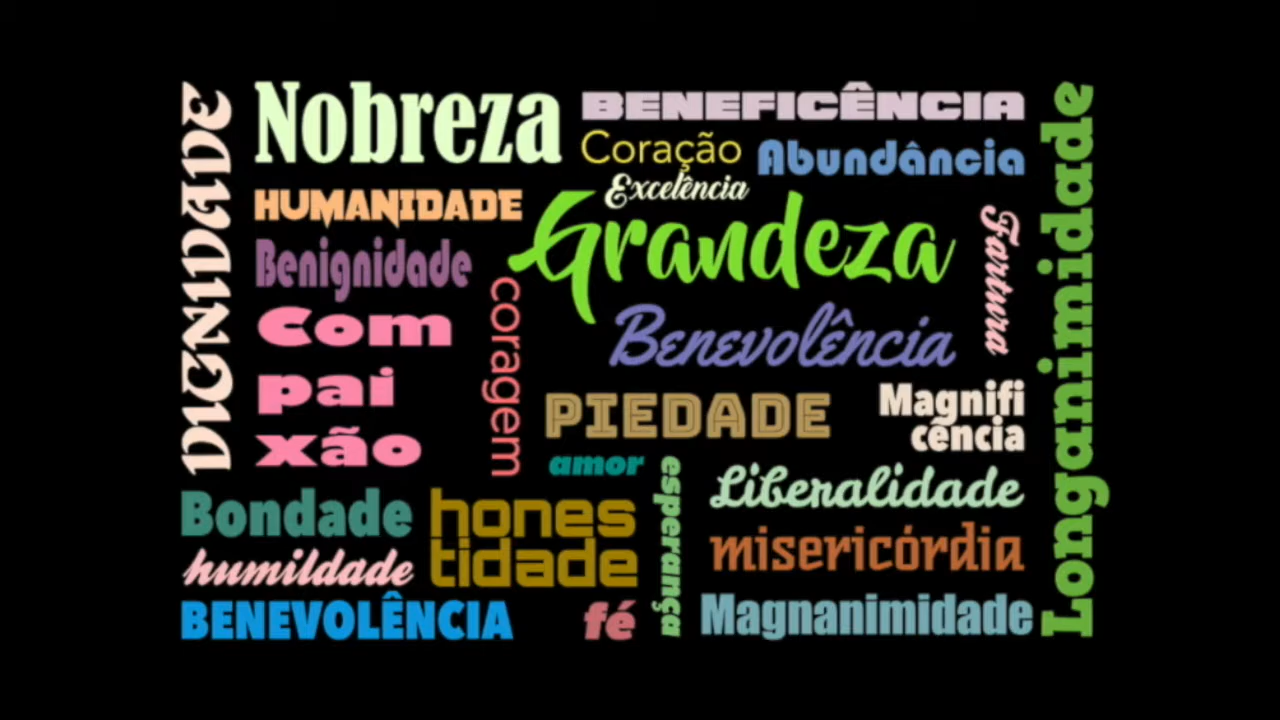 DIGNIDADE
Nobreza
BENEFICÊNCIA
Coração
Abundância
Excelência
HUMANIDADE
Grandeza
Fartura
Longanimidade
Benignidade
Com
pai
xão
coragem
Benevolência
PIEDADE
Magnifi
cência
amor
esperança
Liberalidade
Bondade
hones
tidade
misericórdia
humildade
BENEVOLÊNCIA
fé
Magnanimidade